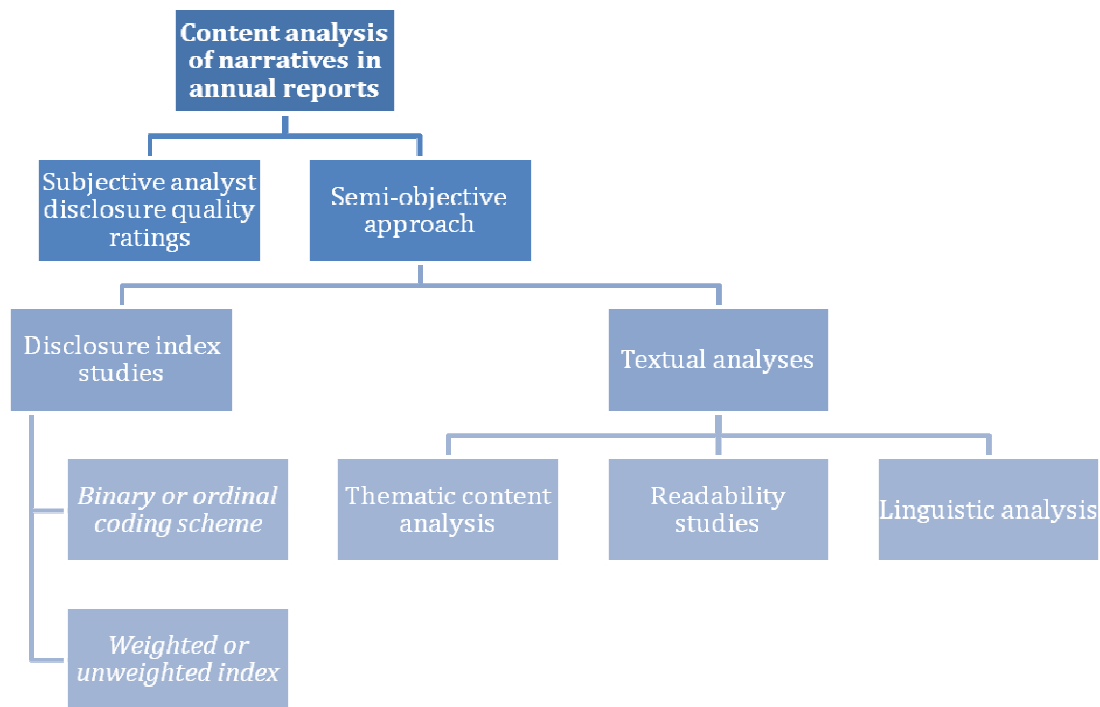 Content analysis
of narratives in
annual reports
Subjective analyst
disclosure quality
ratings
Semi-objective
approach
Disclosure index
studies
Textual analyses
Binary or ordinal
coding scheme
Thematic content
analysis
Readability
studies
Linguistic analysis
Weighted or
unweighted index